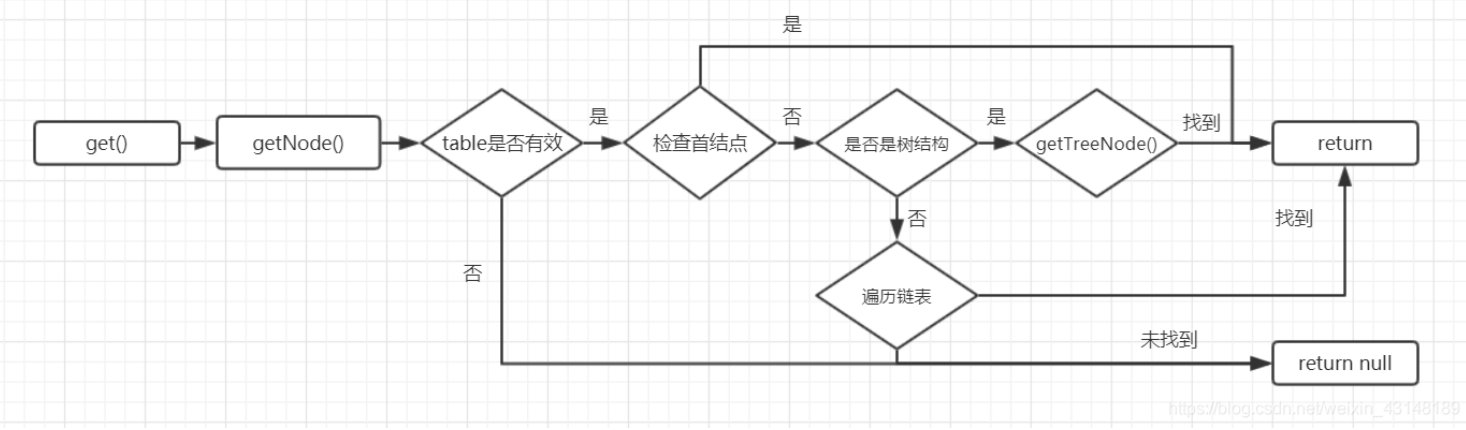 是
get()
getNode()
table是否有效
是
检查首结点
否
是否是树结构
是
getTreeNode()
找到
return
否
找到
否
遍历链表
未找到
return null
https://blog.csdn.net/weixin_43148189